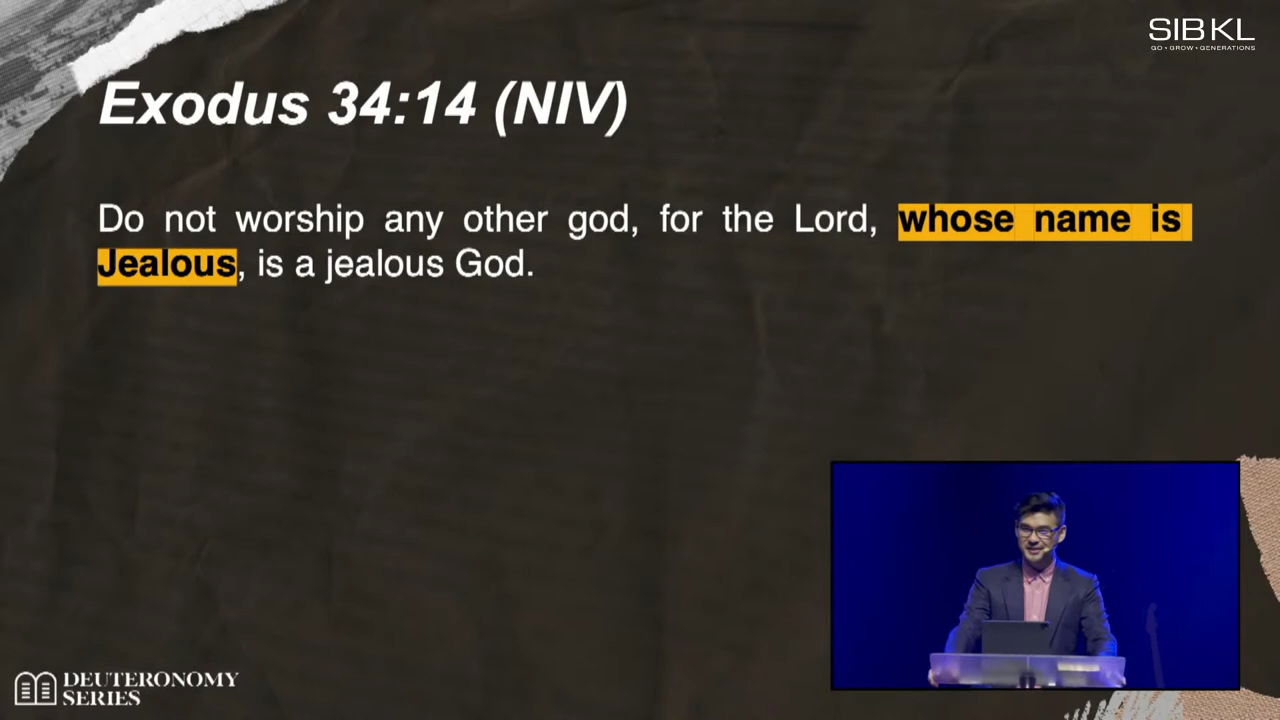 SIBKL
GO • GROW • GENERATIONS
Exodus 34:14 (NIV)
Do not worship any other god, for the Lord, whose name is
Jealous, is a jealous God.
DEUTERONOMY
SERIES